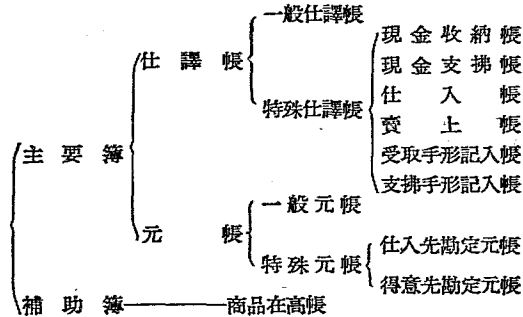 一般仕譯帳
現金收納帳
現金支拂帳
仕譯帳
仕入帳
特殊仕譯帳
賣上帳
主要簿
受取手形記入帳
支拂手形記入帳
一般元帳
元帳
仕入先勘定元帳
特殊元帳
得意先勘定元帳
補助簿――商品在高帳